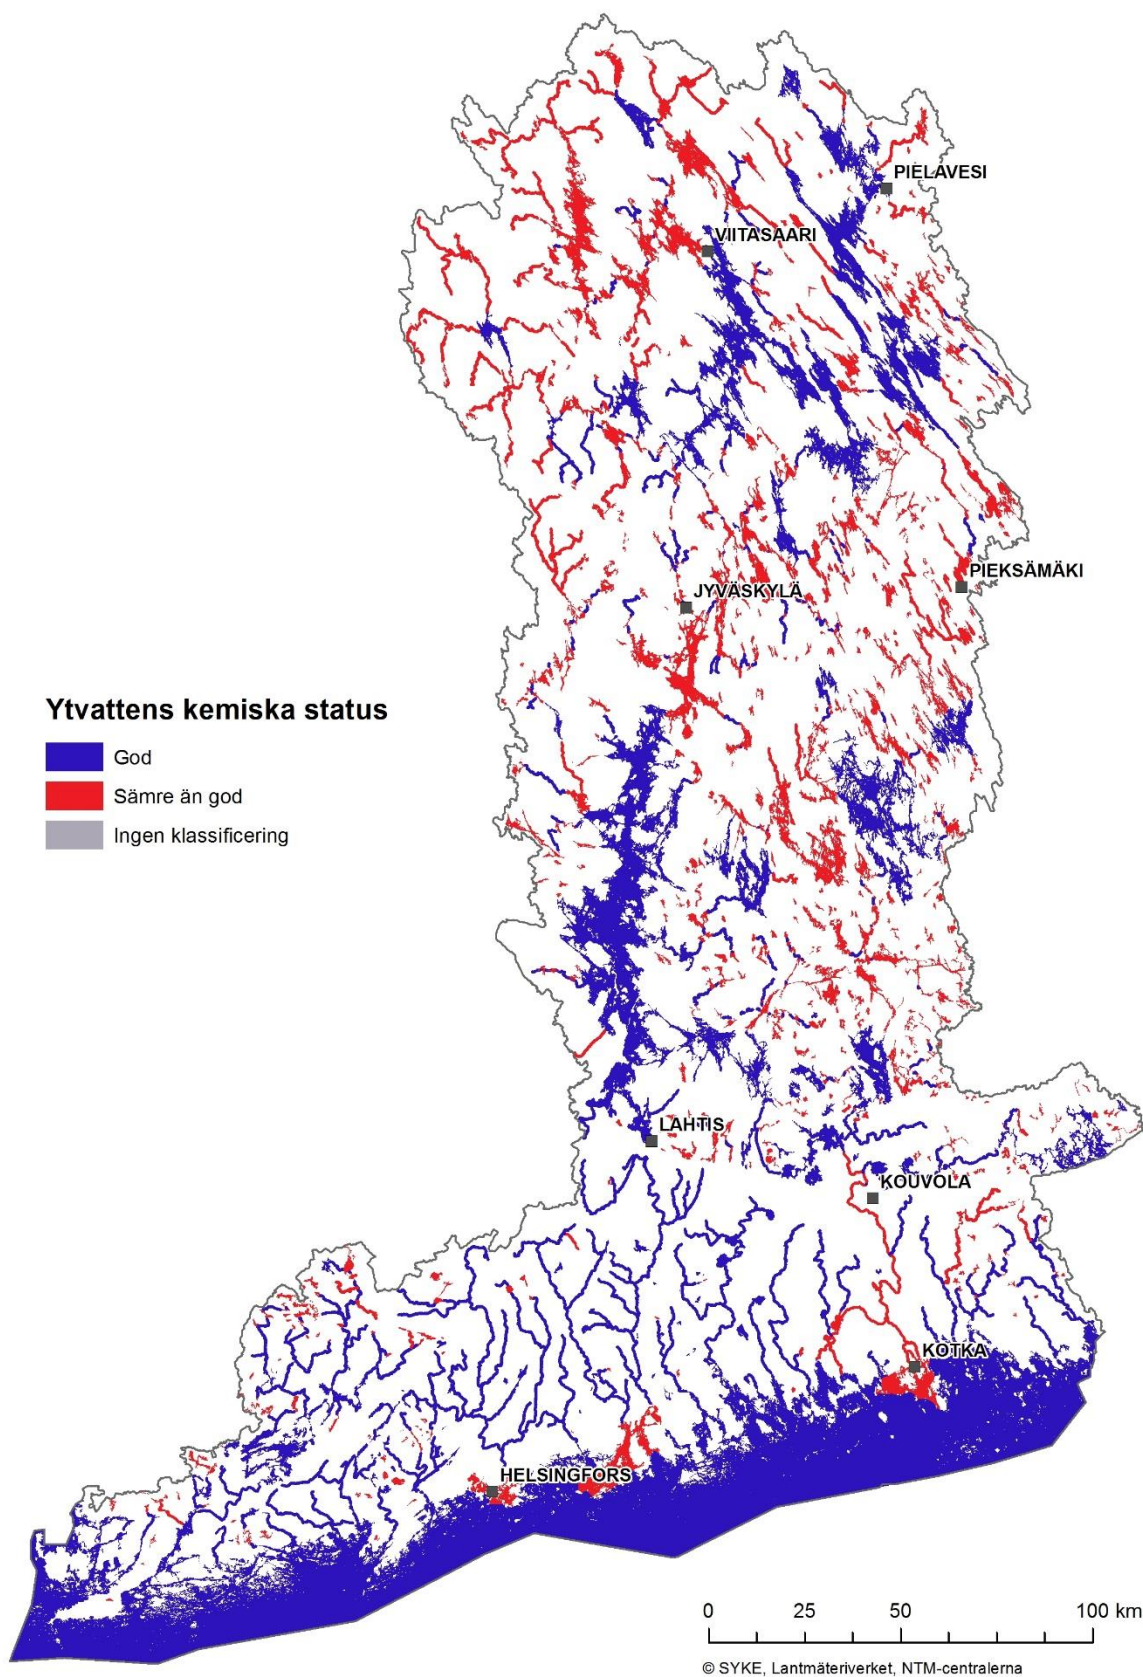 PIELAVESI
VIITASAARI
PIEKSÄMÄKI
JYVÄSKYLÄ
Ytvattens kemiska status
God
Sämre än god
Ingen klassificering
LAHTIS
KOUVOLA
KOTKA
HELSINGFORS
0 25 50 100 km
© SYKE, Lantmäteriverket, NTM-centralerna